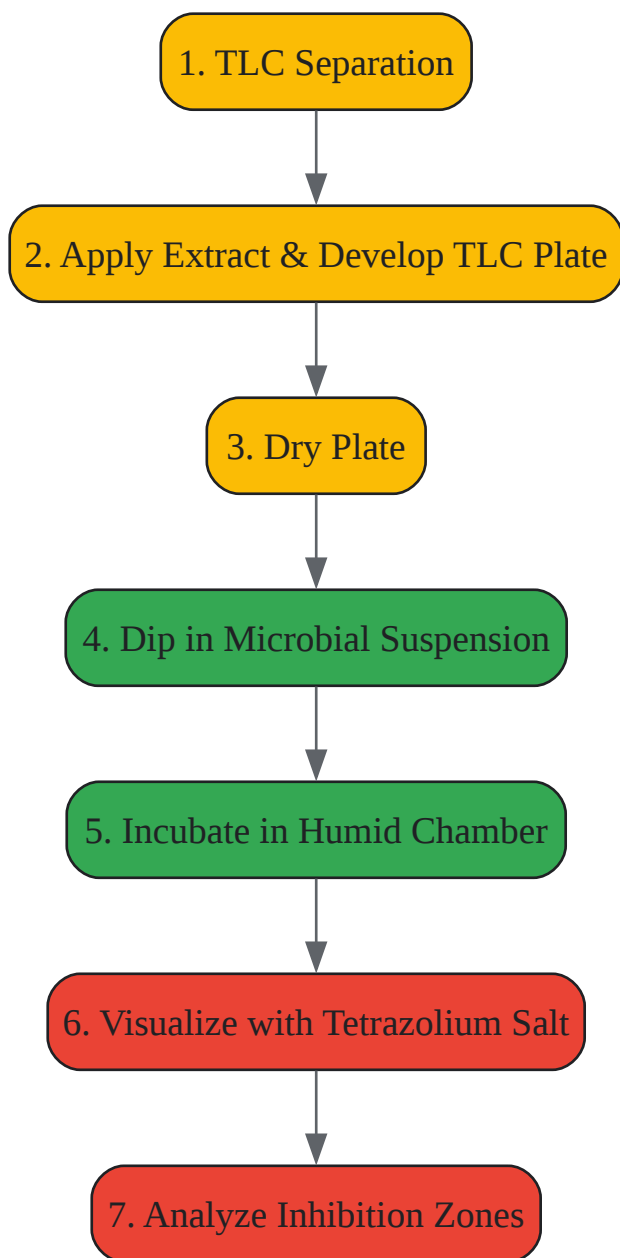 1. TLC Separation
2. Apply Extract & Develop TLC Plate
3. Dry Plate
4. Dip in Microbial Suspension
5. Incubate in Humid Chamber
6. Visualize with Tetrazolium Salt
7. Analyze Inhibition Zones